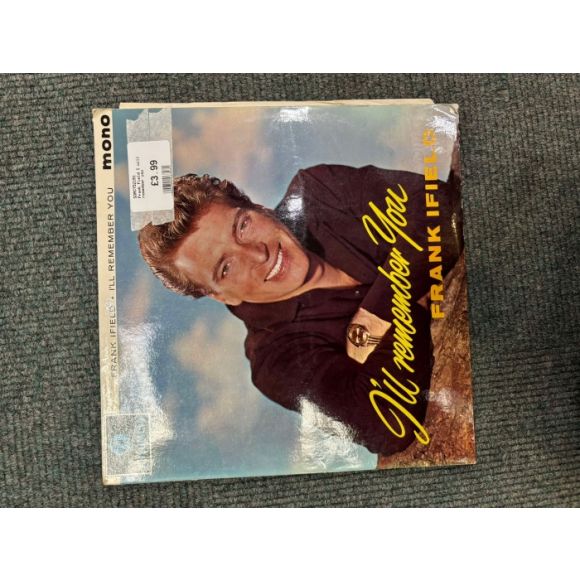 FRANK IFIELD • I'LL REMEMBER YOU mono
£3.99
I'll remember You
FRANK IFIELD